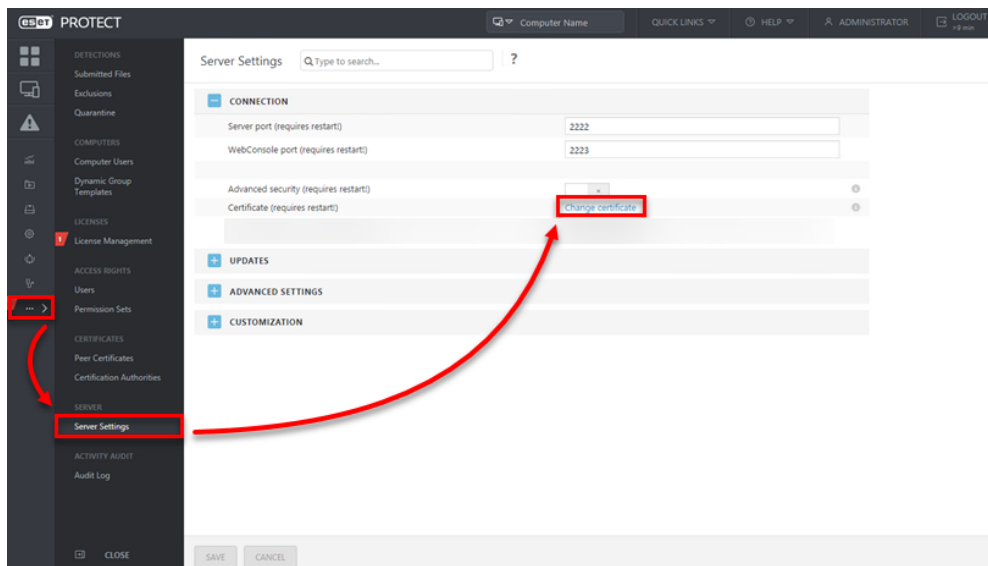 eset PROTECT
Computer Name
QUICK LINKS
HELP
ADMINISTRATOR
LOGOUT
>9 min
DETECTIONS
Submitted Files
Exclusions
Quarantine
COMPUTERS
Computer Users
Dynamic Group
Templates
LICENSES
1 License Management
ACCESS RIGHTS
Users
Permission Sets
CERTIFICATES
Peer Certificates
Certification Authorities
SERVER
Server Settings
ACTIVITY AUDIT
Audit Log
CLOSE
Server Settings
Type to search...
?
CONNECTION
Server port (requires restart!)
2222
WebConsole port (requires restart!)
2223
Advanced security (requires restart!)
Certificate (requires restart!)
Change certificate
UPDATES
ADVANCED SETTINGS
CUSTOMIZATION
SAVE
CANCEL